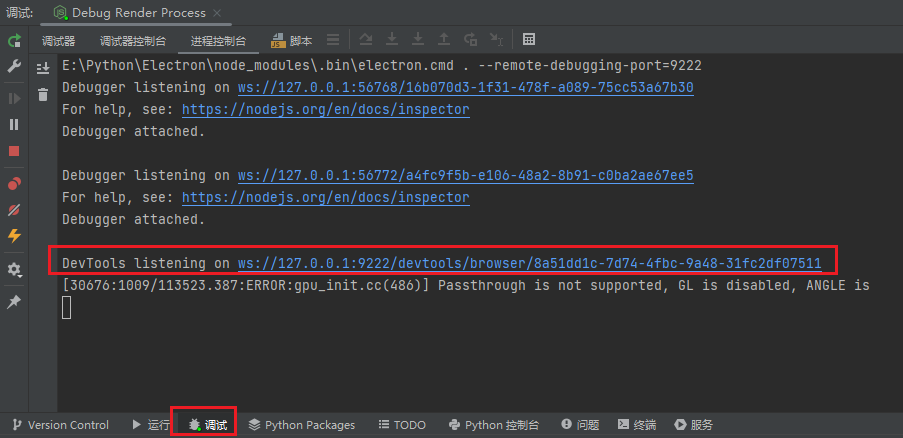 调试: Debug Render Process
调试器 调试器控制台 进程控制台 脚本
E:\Python\Electron\node_modules\.bin\electron.cmd . --remote-debugging-port=9222
Debugger listening on ws://127.0.0.1:56768/16b070d3-1f31-478f-a089-75cc53a67b30
For help, see: https://nodejs.org/en/docs/inspector
Debugger attached.
Debugger listening on ws://127.0.0.1:56772/a4fc9f5b-e106-48a2-8b91-c0ba2ae67ee5
For help, see: https://nodejs.org/en/docs/inspector
Debugger attached.
DevTools listening on ws://127.0.0.1:9222/devtools/browser/8a51dd1c-7d74-4fbc-9a48-31fc2df07511
[30676:1009/113523.387:ERROR:gpu_init.cc(486)] Passthrough is not supported, GL is disabled, ANGLE is
Version Control 运行 调试 Python Packages TODO Python 控制台 问题 终端 服务